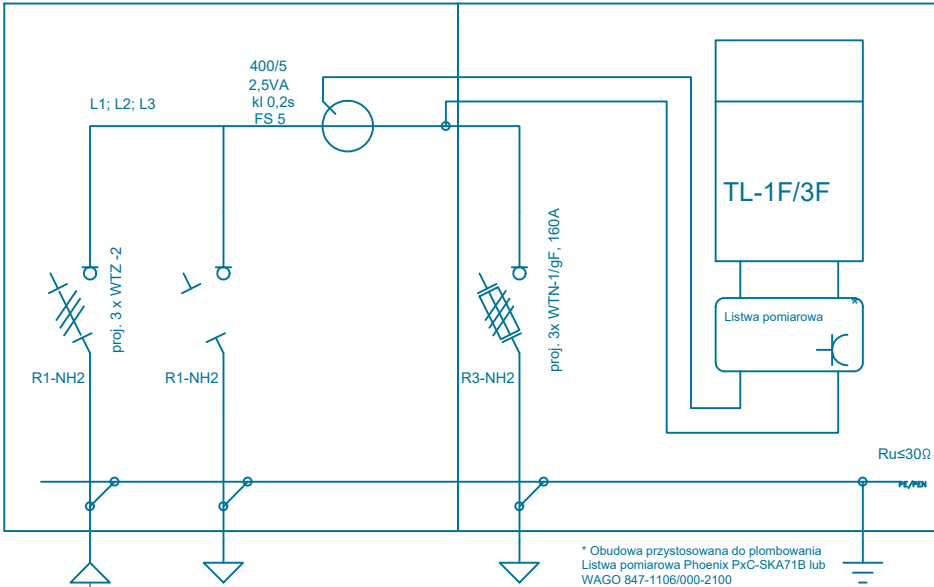 400/5
2,5VA
kl 0,2s
FS 5
L1; L2; L3
TL-1F/3F
proj. 3 x WTZ -2
proj. 3x WTN-1/gF, 160A
Listwa pomiarowa
*
R1-NH2
R1-NH2
R3-NH2
Ru≤30Ω
PE/PEN
* Obudowa przystosowana do plombowania
Listwa pomiarowa Phoenix PxC-SKA71B lub
WAGO 847-1106/000-2100